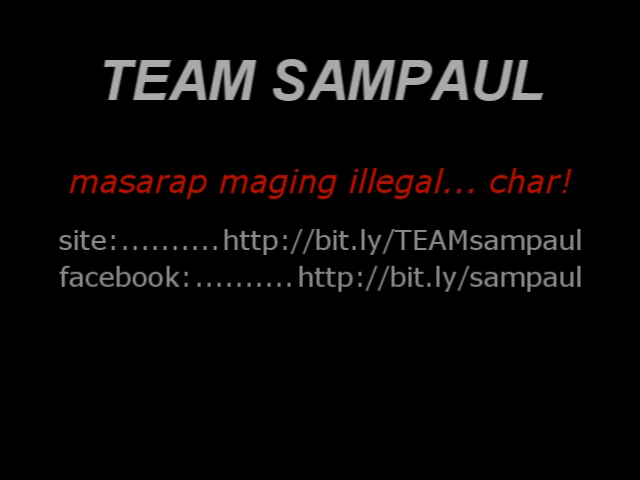 TEAM SAMPAUL
masarap maging illegal... char!
site:..........http://bit.ly/TEAMsampaul
facebook:..........http://bit.ly/sampaul